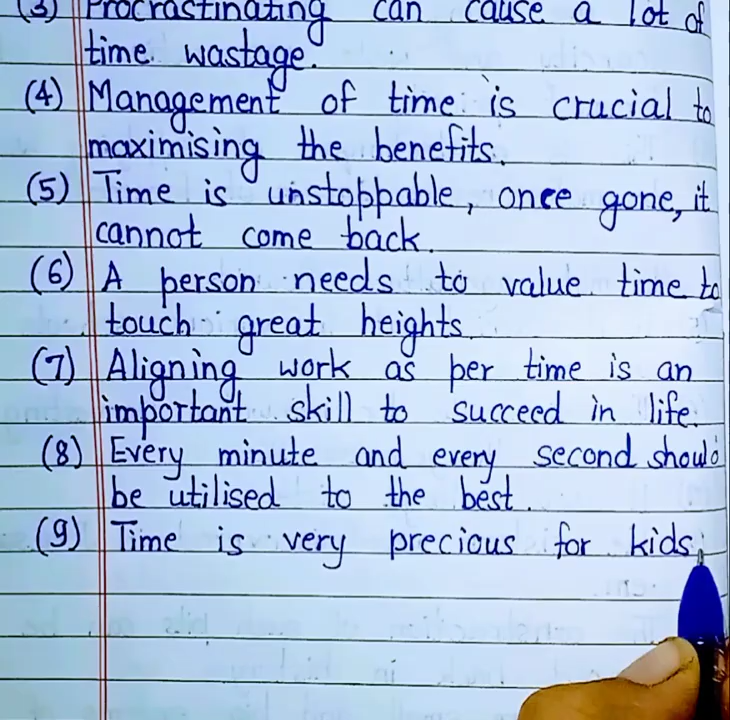 (3) Procrastinating can cause a lot of
time wastage.
(4) Management of time is crucial to
maximising the benefits.
(5) Time is unstoppable, once gone, it
cannot come back.
(6) A person needs to value time to
touch great heights.
(7) Aligning work as per time is an
important skill to succeed in life.
(8) Every minute and every second should
be utilised to the best.
(9) Time is very precious for kids,